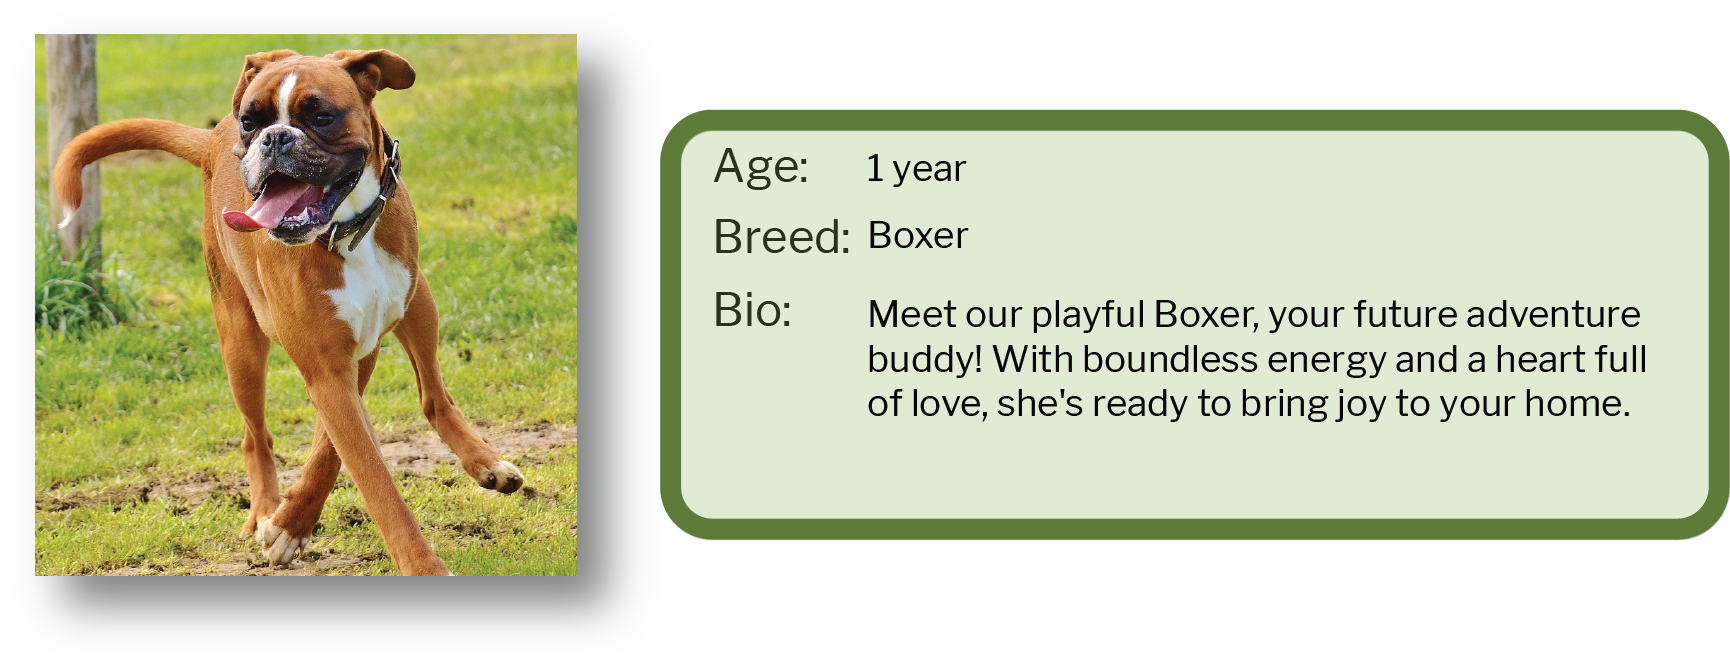 Age: 1 year
Breed: Boxer
Bio: Meet our playful Boxer, your future adventure
buddy! With boundless energy and a heart full
of love, she's ready to bring joy to your home.